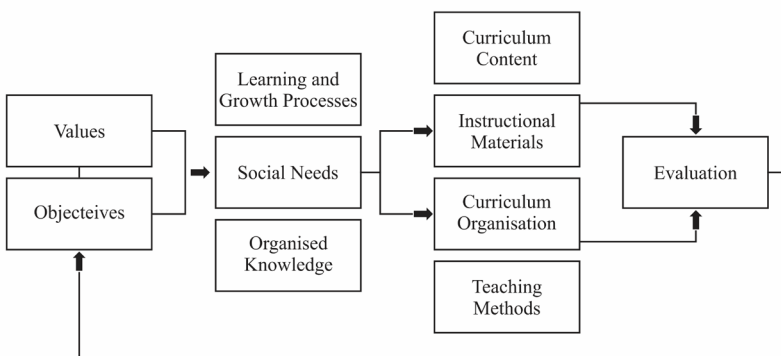 Values
Objecteives
Learning and
Growth Processes
Social Needs
Organised
Knowledge
Curriculum
Content
Instructional
Materials
Curriculum
Organisation
Teaching
Methods
Evaluation